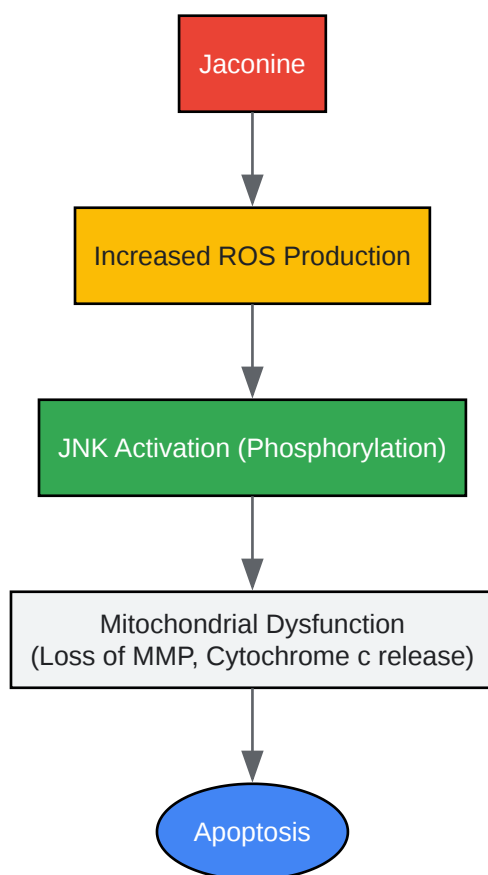 Jaconine
Increased ROS Production
JNK Activation (Phosphorylation)
Mitochondrial Dysfunction
(Loss of MMP, Cytochrome c release)
Apoptosis